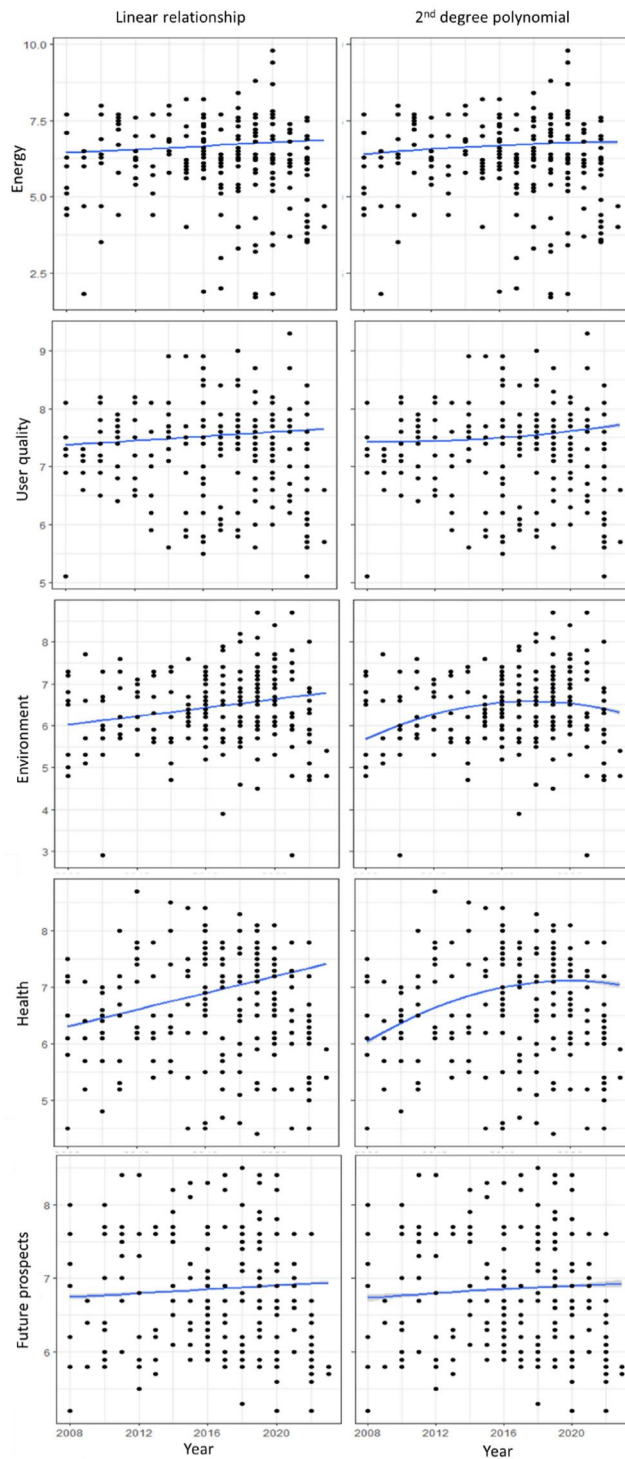 Linear relationship 2nd degree polynomial
10.0
7.5
5.0
2.5
Energy
9
8
7
6
5
User quality
8
7
6
5
4
3
Environment
8
7
6
5
Health
8
7
6
Future prospects
2008 2012 2016 2020 2008 2012 2016 2020
Year Year